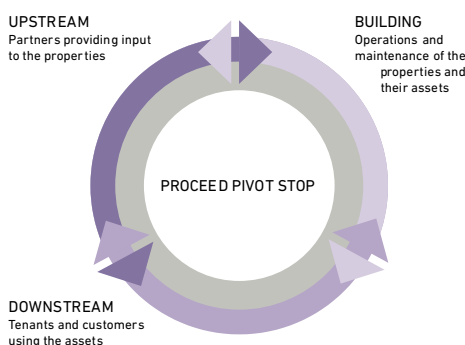 UPSTREAM
Partners providing input
to the properties
BUILDING
Operations and
maintenance of the
properties and
their assets
PROCEED PIVOT STOP
DOWNSTREAM
Tenants and customers
using the assets